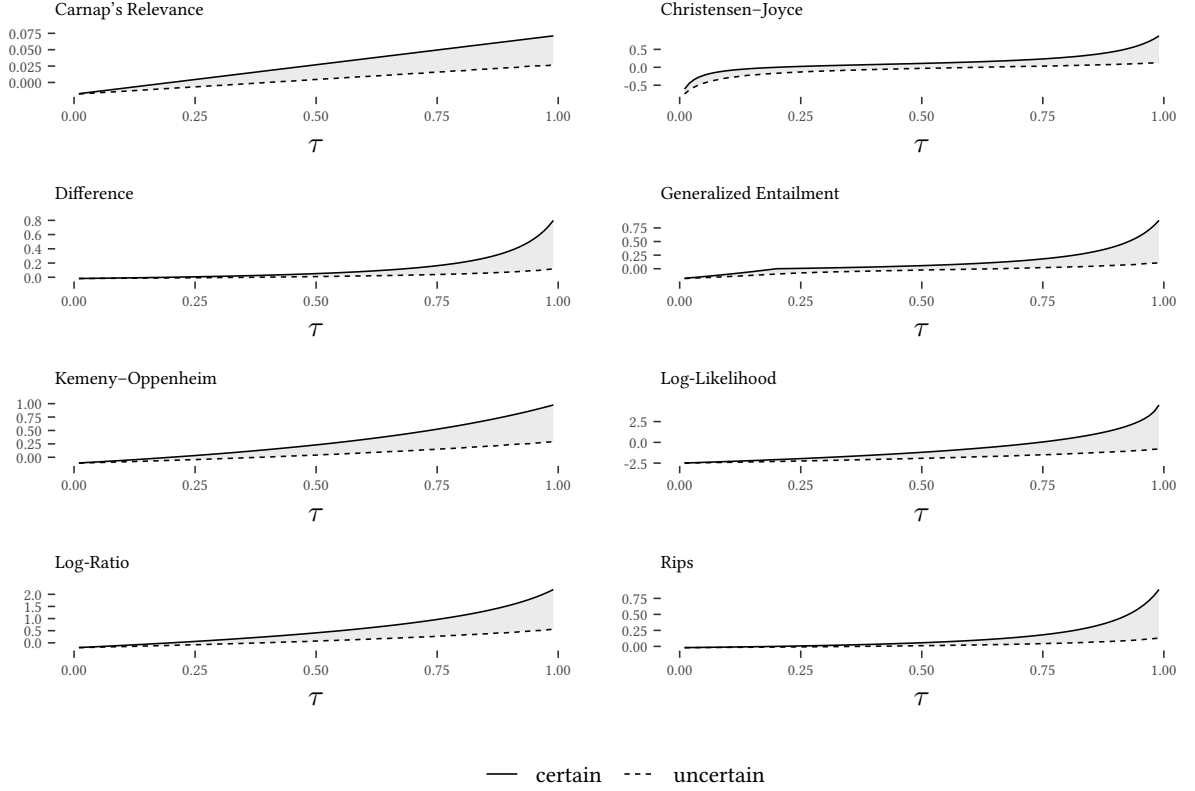 Carnap’s Relevance
0.075
0.050
0.025
0.000
0.00 0.25 0.50 0.75 1.00
τ
Christensen–Joyce
0.5
0.0
-0.5
0.00 0.25 0.50 0.75 1.00
τ
Difference
0.8
0.6
0.4
0.2
0.0
0.00 0.25 0.50 0.75 1.00
τ
Generalized Entailment
0.75
0.50
0.25
0.00
0.00 0.25 0.50 0.75 1.00
τ
Kemeny–Oppenheim
1.00
0.75
0.50
0.25
0.00
0.00 0.25 0.50 0.75 1.00
τ
Log-Likelihood
2.5
0.0
-2.5
0.00 0.25 0.50 0.75 1.00
τ
Log-Ratio
2.0
1.5
1.0
0.5
0.0
0.00 0.25 0.50 0.75 1.00
τ
Rips
0.75
0.50
0.25
0.00
0.00 0.25 0.50 0.75 1.00
τ
certain uncertain